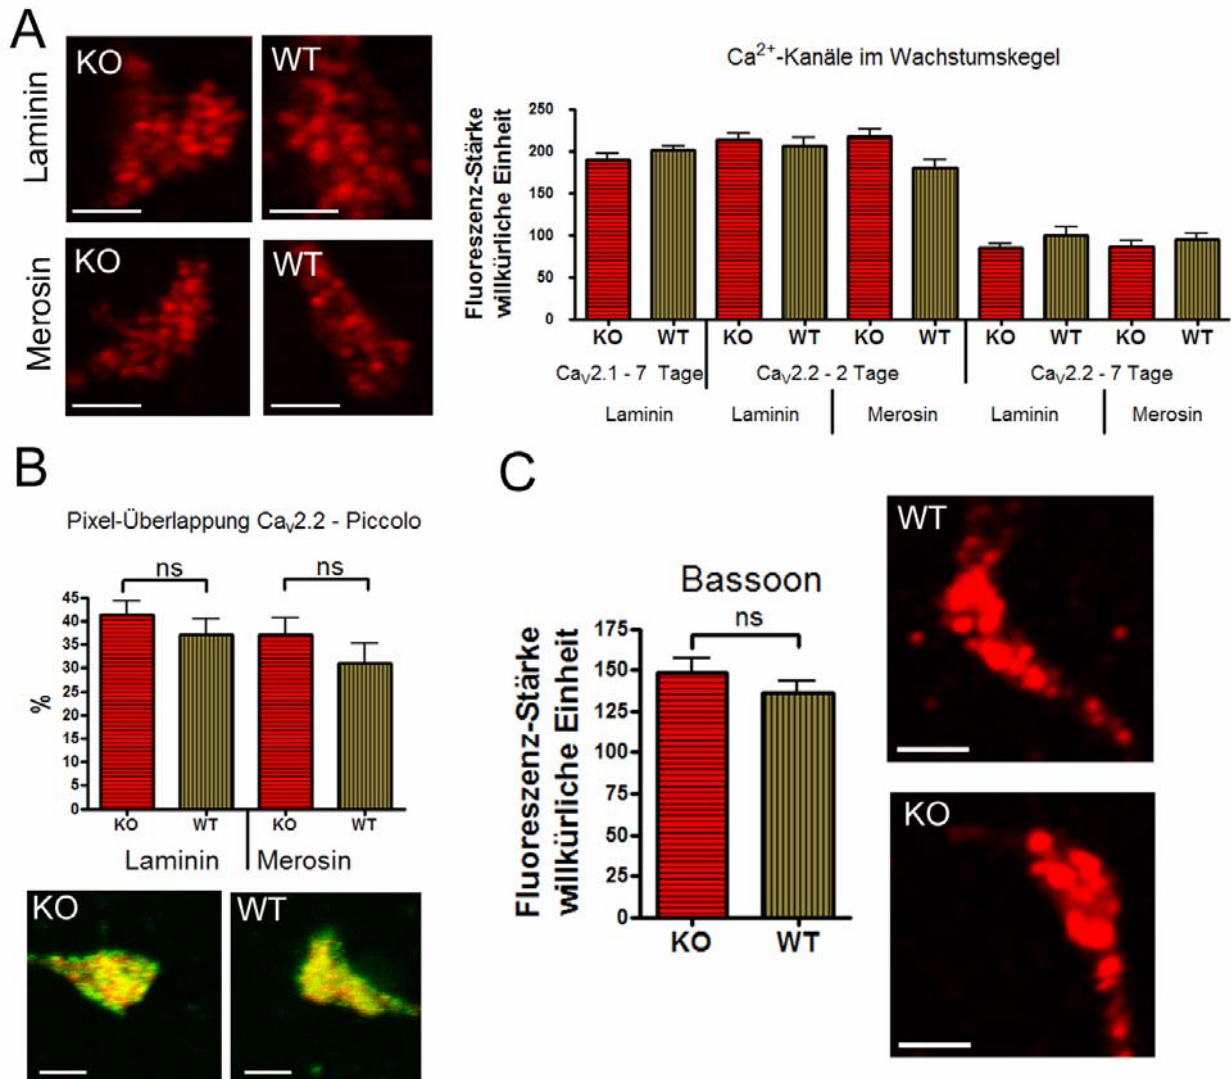 A
Laminin
KO
WT
Merosin
KO
WT
Ca2+-Kanäle im Wachstumskegel
Fluoreszenz-Stärke
willkürliche Einheit
250
200
150
100
50
0
KO WT KO WT KO WT KO WT KO WT
CaV2.1 - 7 Tage CaV2.2 - 2 Tage CaV2.2 - 7 Tage
Laminin Laminin Merosin Laminin Merosin
B
Pixel-Überlappung CaV2.2 - Piccolo
ns ns
%
45
40
35
30
25
20
15
10
5
0
KO WT KO WT
Laminin Merosin
KO
WT
C
Bassoon
ns
Fluoreszenz-Stärke
willkürliche Einheit
175
150
125
100
75
50
25
0
KO WT
WT
KO